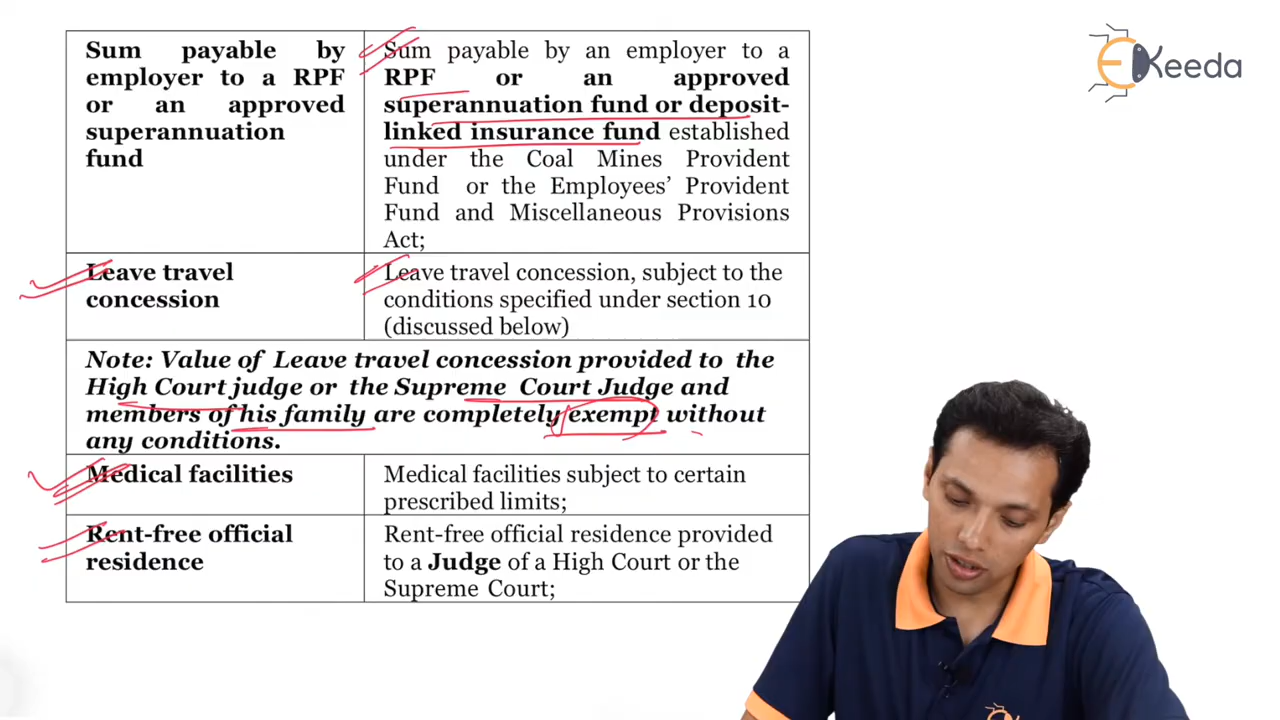 Sum payable by
employer to a RPF
or an approved
superannuation
fund
Sum payable by an employer to a
RPF or an approved
superannuation fund or deposit-
linked insurance fund established
under the Coal Mines Provident
Fund or the Employees’ Provident
Fund and Miscellaneous Provisions
Act;
Leave travel
concession
Leave travel concession, subject to the
conditions specified under section 10
(discussed below)
Note: Value of Leave travel concession provided to the
High Court judge or the Supreme Court Judge and
members of his family are completely exempt without
any conditions.
Medical facilities
Medical facilities subject to certain
prescribed limits;
Rent-free official
residence
Rent-free official residence provided
to a Judge of a High Court or the
Supreme Court;
EKeeda